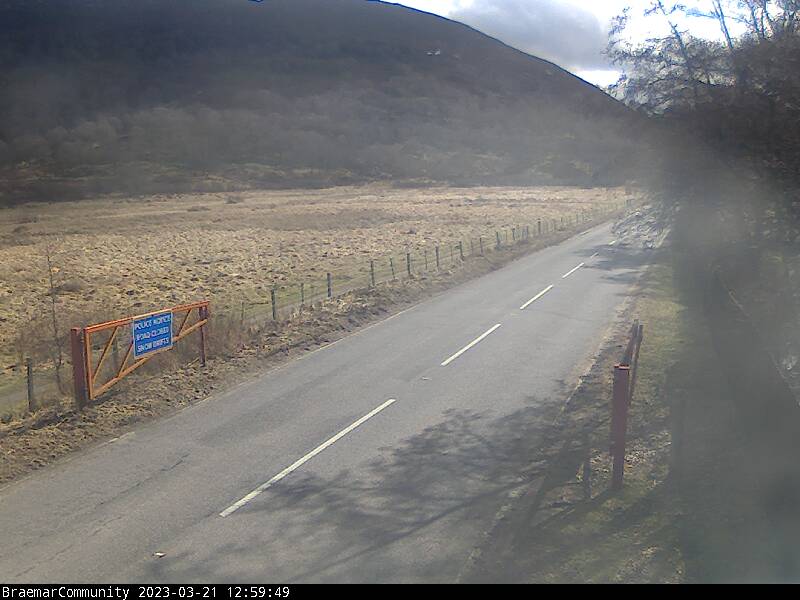 POLICE NOTICE
ROAD CLOSED
SNOW DRIFTS
BraemarCommunity 2023-03-21 12:59:49